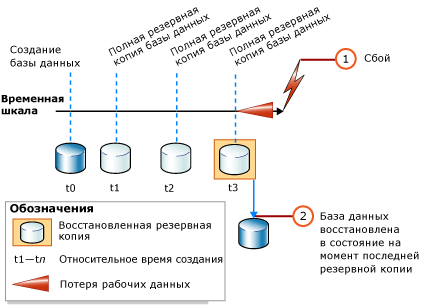 Создание
базы данных
Полная резервная
копия базы данных
Полная резервная
копия базы данных
Полная резервная
копия базы данных
1
Сбой
Временная
шкала
t0
t1
t2
t3
Обозначения
Восстановленная резервная
копия
t1—tn
Относительное время создания
Потеря рабочих данных
2
База данных
восстановлена
в состояние на
момент последней
резервной копии